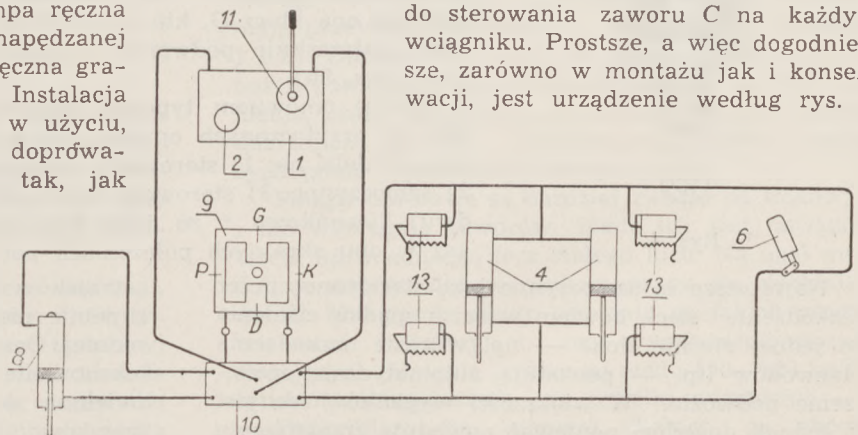 mpa ręczna
napędzanej
ęczna gra-
Instalacja
w użyciu,
doprówa-
tak, jak
do sterowania zaworu C na każdy
wciągniku. Prostsze, a więc dogodnie
sze, zarówno w montażu jak i konse.
wacji, jest urządzenie według rys.
11
2
1
9
G
P
K
D
8
10
13
4
13
6